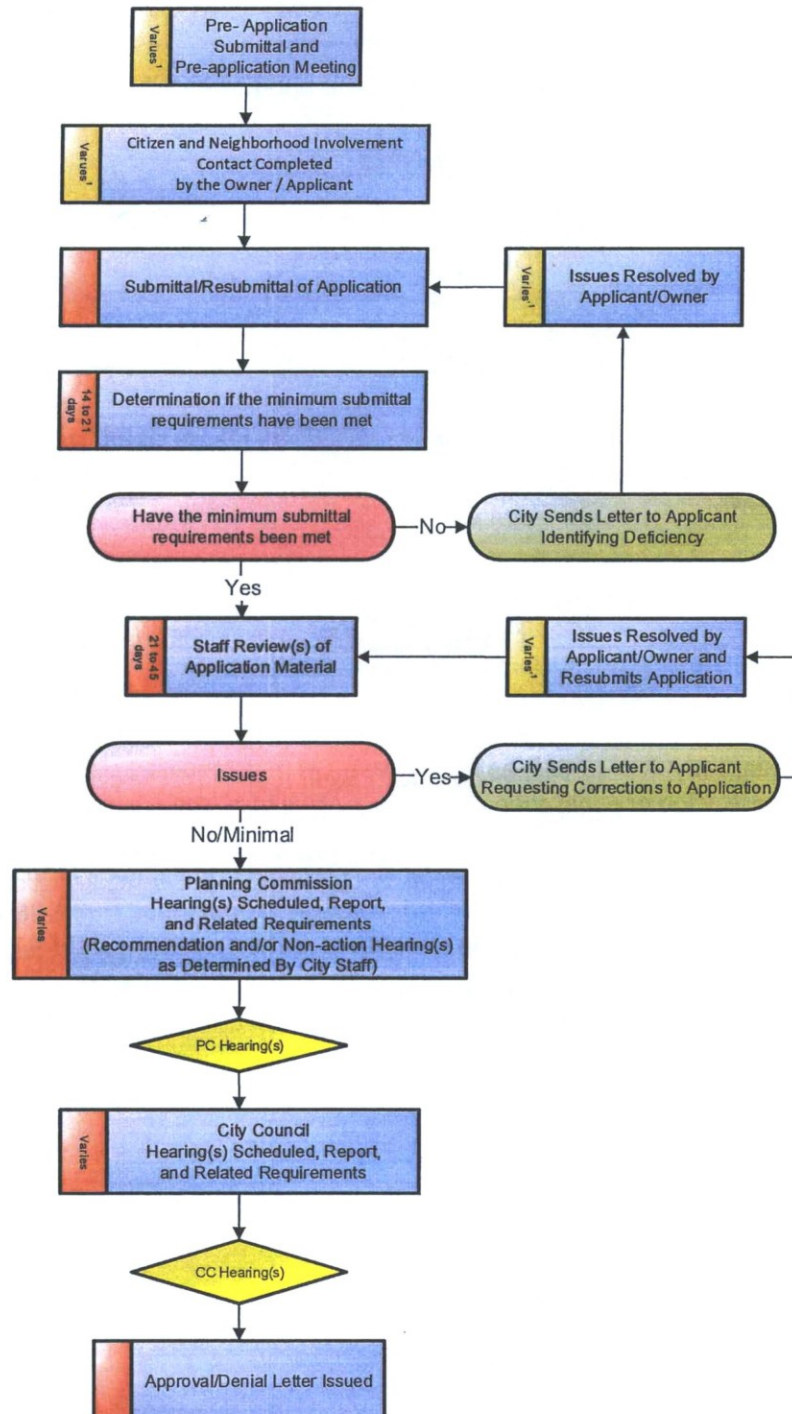 Varues¹
Pre- Application
Submittal and
Pre-application Meeting
Varues¹
Citizen and Neighborhood Involvement
Contact Completed
by the Owner / Applicant
Submittal/Resubmittal of Application
Varies-¹
Issues Resolved by
Applicant/Owner
14 to 21
days
Determination if the minimum submittal
requirements have been met
Have the minimum submittal
requirements been met
No
City Sends Letter to Applicant
Identifying Deficiency
Yes
21 to 45
days
Staff Review(s) of
Application Material
Varies-¹
Issues Resolved by
Applicant/Owner and
Resubmits Application
Issues
Yes
City Sends Letter to Applicant
Requesting Corrections to Application
No/Minimal
Varies
Planning Commission
Hearing(s) Scheduled, Report,
and Related Requirements
(Recommendation and/or Non-action Hearing(s)
as Determined By City Staff)
PC Hearing(s)
Varies
City Council
Hearing(s) Scheduled, Report,
and Related Requirements
CC Hearing(s)
Approval/Denial Letter Issued